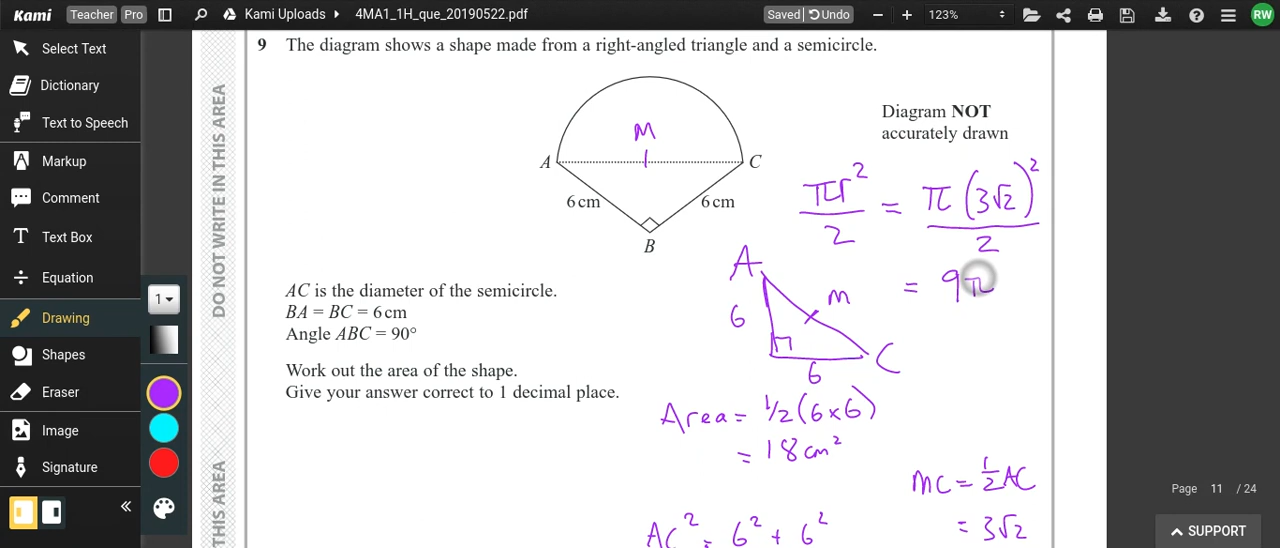 Kami Teacher Pro Kami Uploads > 4MA1_1H_que_20190522.pdf Saved Undo 123% RW
Select Text
Dictionary
Text to Speech
Markup
Comment
Text Box
Equation
Drawing
Shapes
Eraser
Image
Signature
1
DO NOT WRITE IN THIS AREA
THIS AREA
9 The diagram shows a shape made from a right-angled triangle and a semicircle.
Diagram NOT
accurately drawn
M
A
C
6 cm
6 cm
B
πr²/2 = π(3√2)²/2
= 9π
A
6
M
6
C
AC is the diameter of the semicircle.
BA = BC = 6 cm
Angle ABC = 90°
Work out the area of the shape.
Give your answer correct to 1 decimal place.
Area = 1/2 (6×6)
= 18 cm²
MC = 1/2 AC
= 3√2
AC² = 6² + 6²
Page 11 / 24
SUPPORT